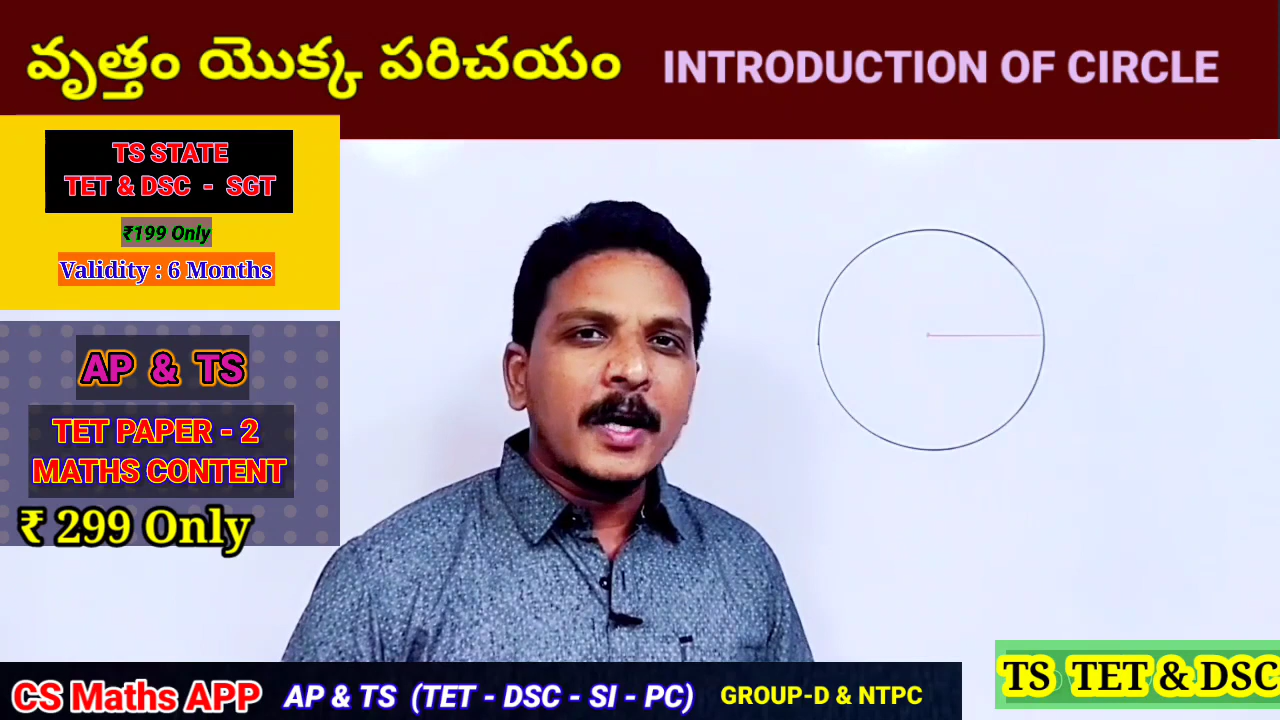 వృత్తం యొక్క పరిచయం INTRODUCTION OF CIRCLE
TS STATE
TET & DSC - SGT
₹199 Only
Validity : 6 Months
AP & TS
TET PAPER - 2
MATHS CONTENT
₹ 299 Only
CS Maths APP AP & TS (TET - DSC - SI - PC) GROUP-D & NTPC
TS TET & DSC